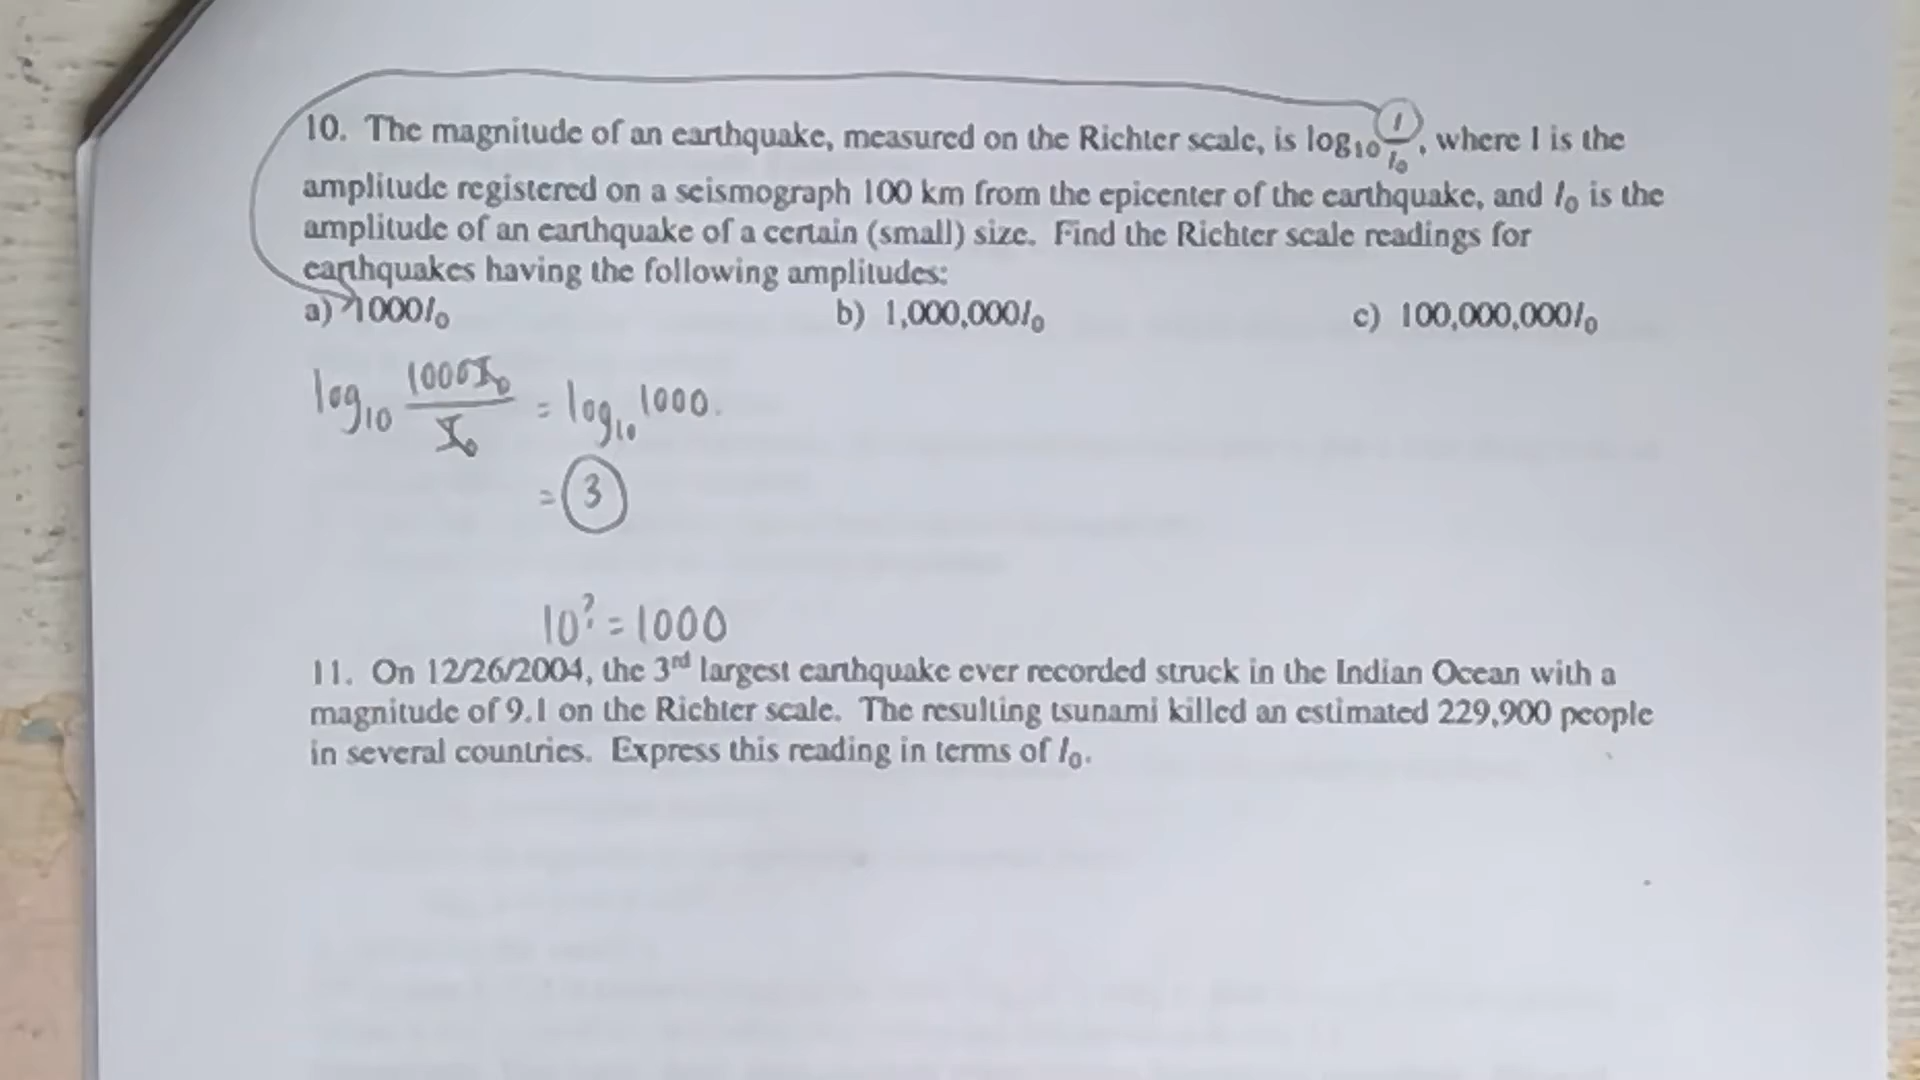 10. The magnitude of an earthquake, measured on the Richter scale, is log₁₀ I/I₀, where I is the
amplitude registered on a seismograph 100 km from the epicenter of the earthquake, and I₀ is the
amplitude of an earthquake of a certain (small) size. Find the Richter scale readings for
earthquakes having the following amplitudes:
a) 1000I₀ b) 1,000,000I₀ c) 100,000,000I₀
log₁₀ 1000I₀/I₀ = log₁₀ 1000.
= 3
10^? = 1000
11. On 12/26/2004, the 3rd largest earthquake ever recorded struck in the Indian Ocean with a
magnitude of 9.1 on the Richter scale. The resulting tsunami killed an estimated 229,900 people
in several countries. Express this reading in terms of I₀.